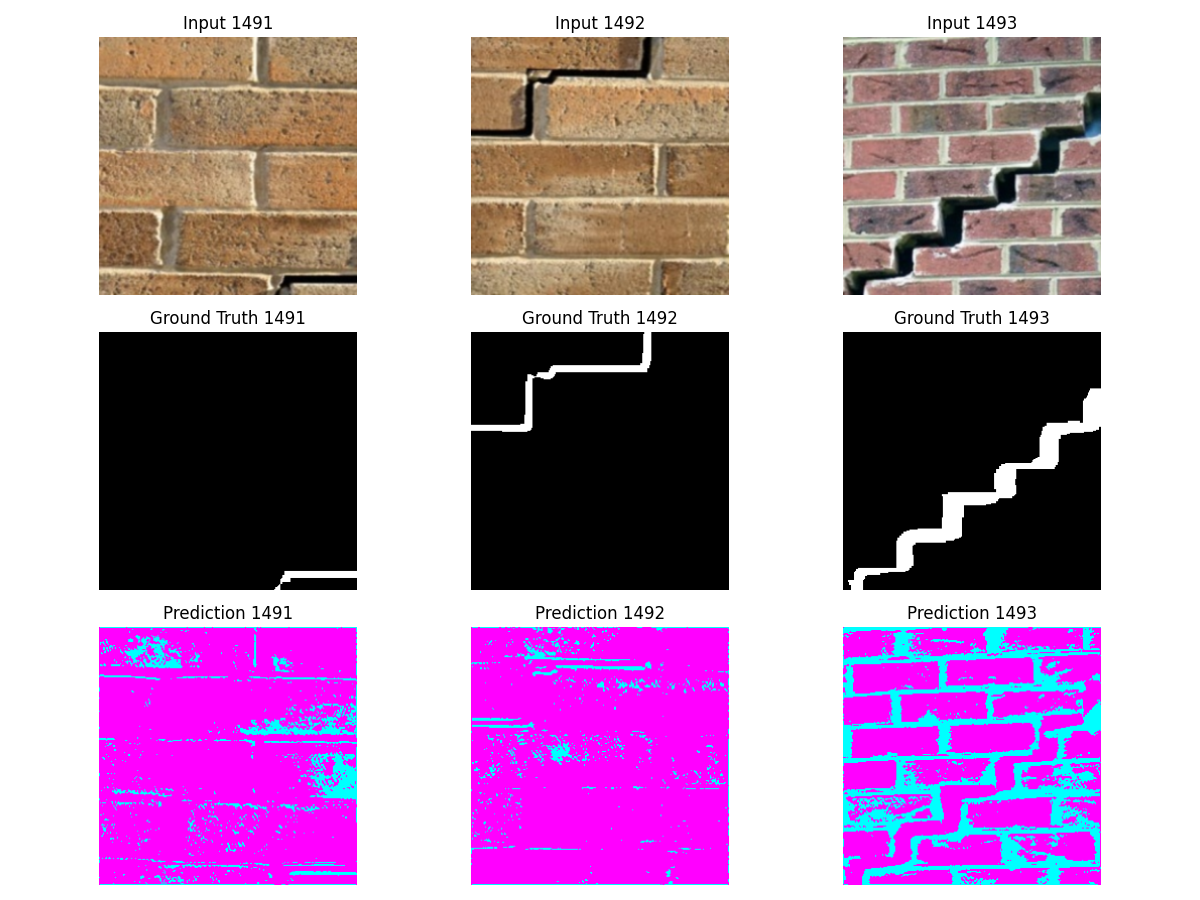 Input 1491
Input 1492
Input 1493
Ground Truth 1491
Ground Truth 1492
Ground Truth 1493
Prediction 1491
Prediction 1492
Prediction 1493